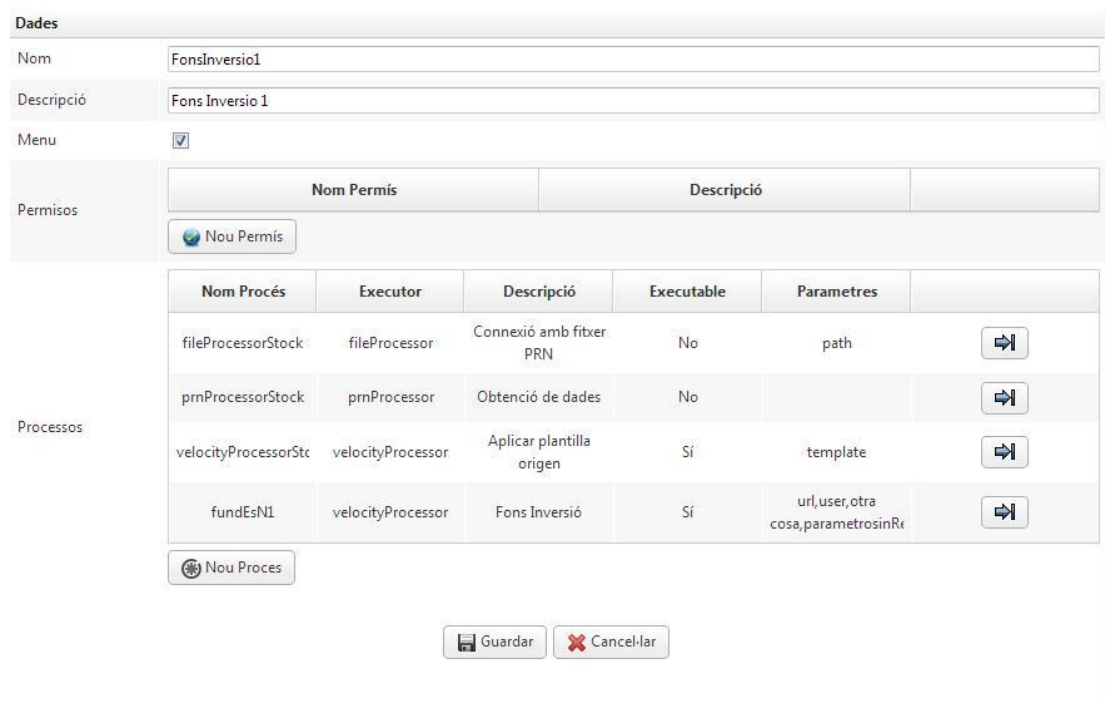 Dades
Nom
FonsInversio1
Descripció
Fons Inversio 1
Menu
Permisos
Nom Permís Descripció
Nou Permís
Processos
Nom Procés Executor Descripció Executable Parametres
fileProcessorStock fileProcessor Connexió amb fitxer PRN No path
prnProcessorStock prnProcessor Obtenció de dades No
velocityProcessorStc velocityProcessor Aplicar plantilla origen Sí template
fundEsN1 velocityProcessor Fons Inversió Sí url,user,otra cosa,parametrosinRe
Nou Proces
Guardar Cancel·lar